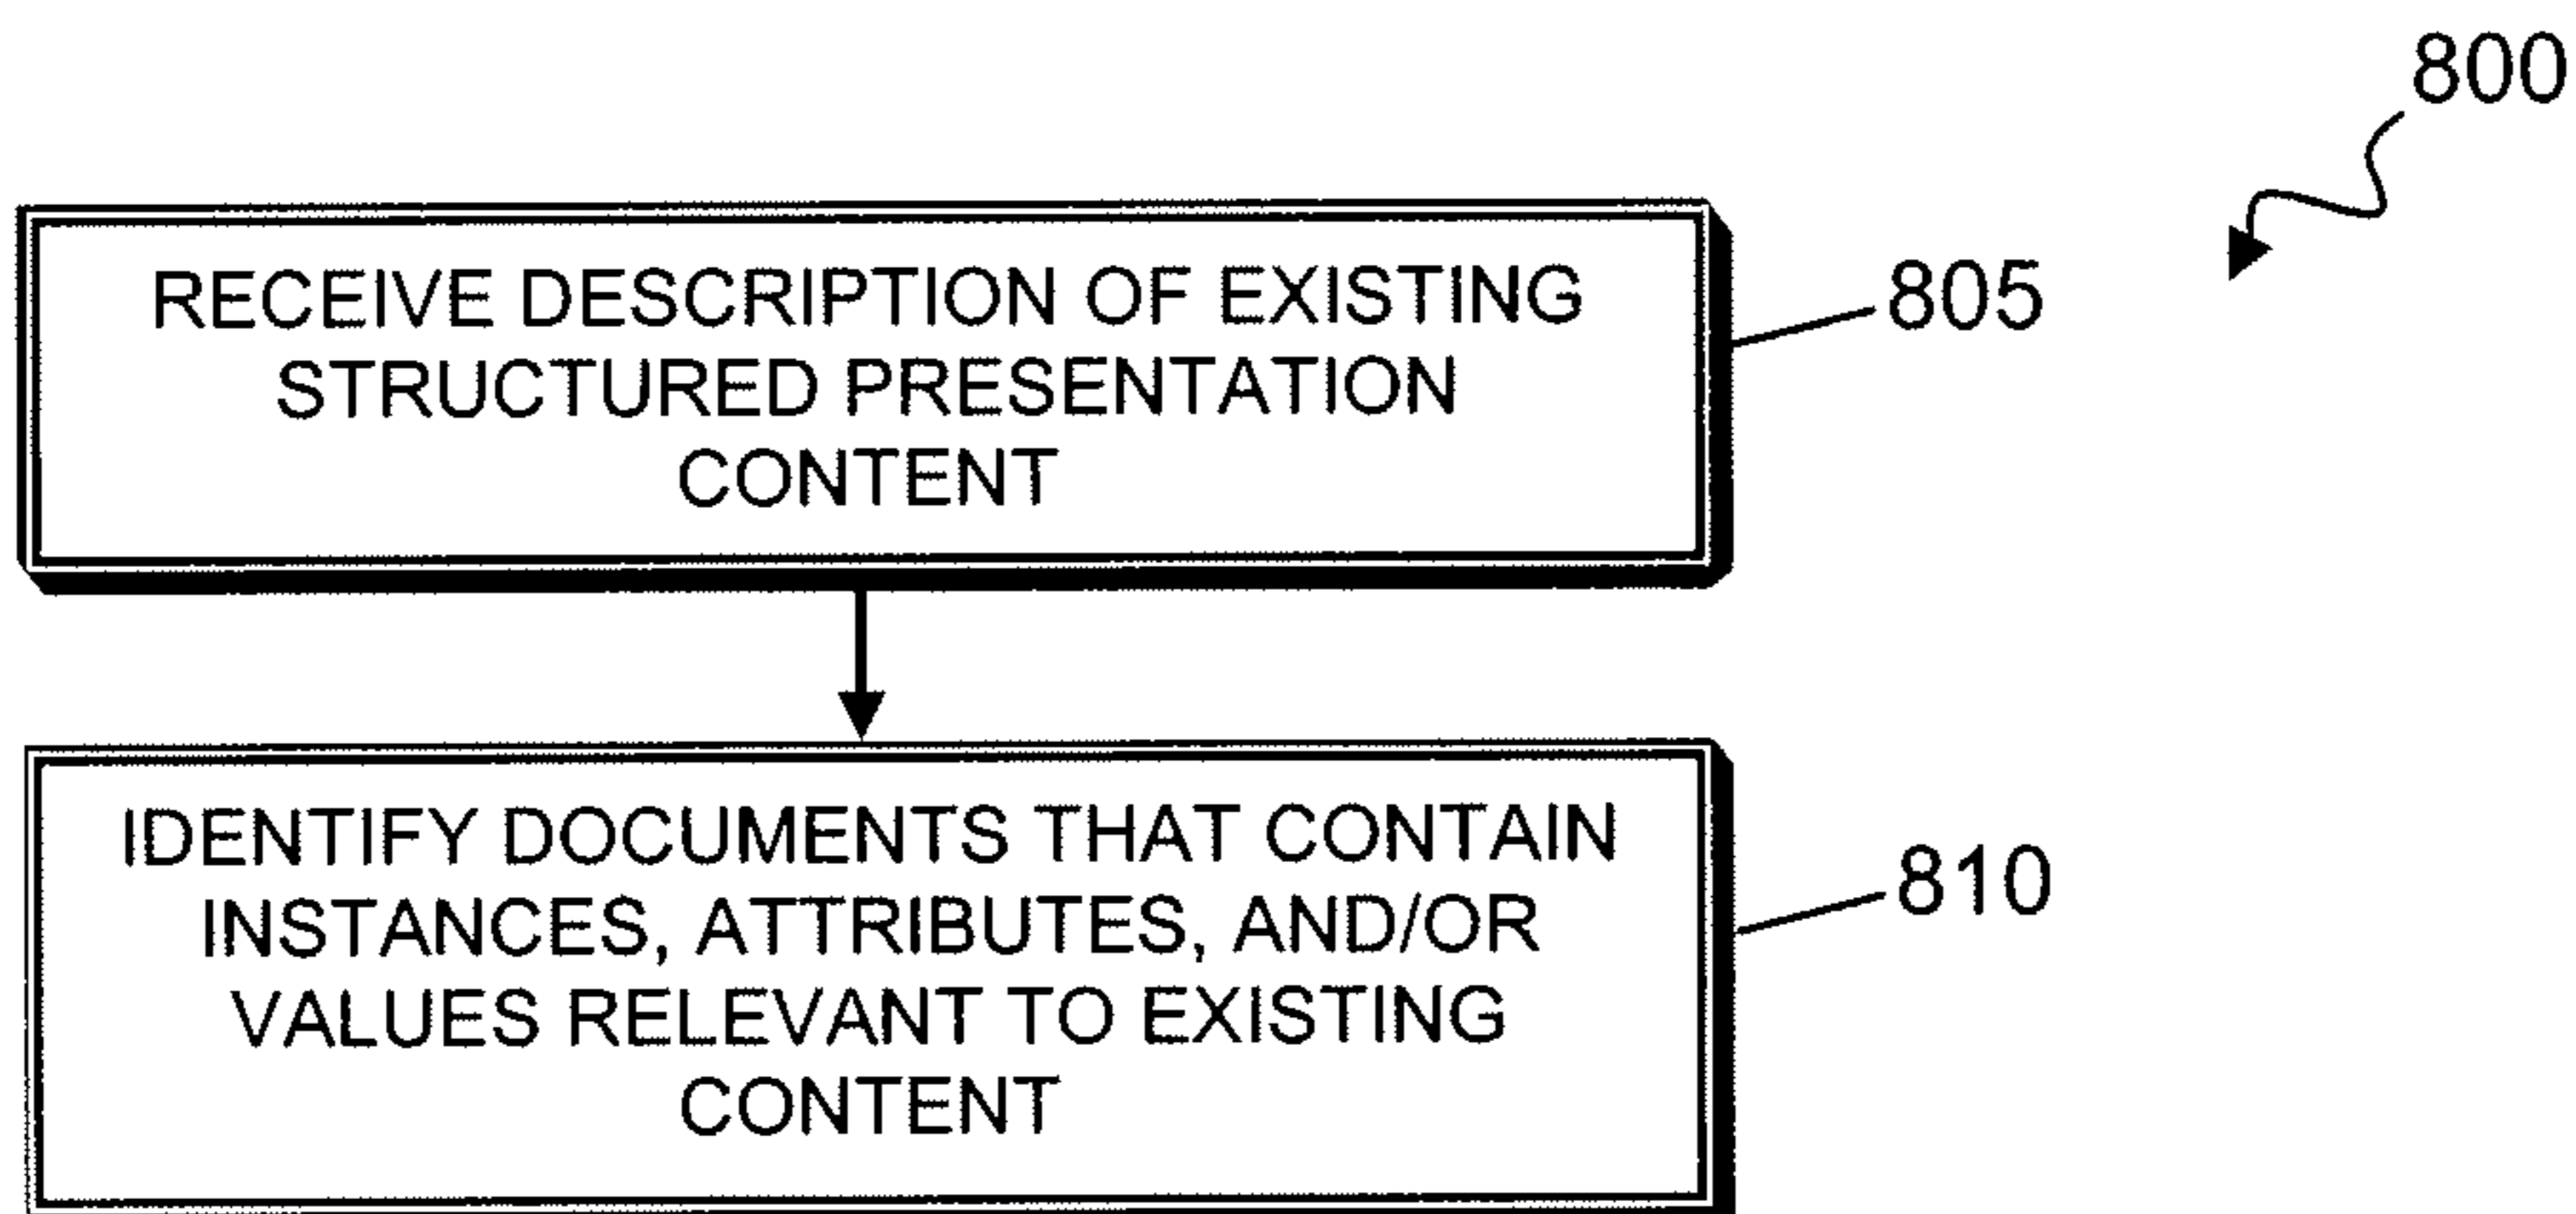 800
RECEIVE DESCRIPTION OF EXISTING
STRUCTURED PRESENTATION
CONTENT
805
IDENTIFY DOCUMENTS THAT CONTAIN
INSTANCES, ATTRIBUTES, AND/OR
VALUES RELEVANT TO EXISTING
CONTENT
810